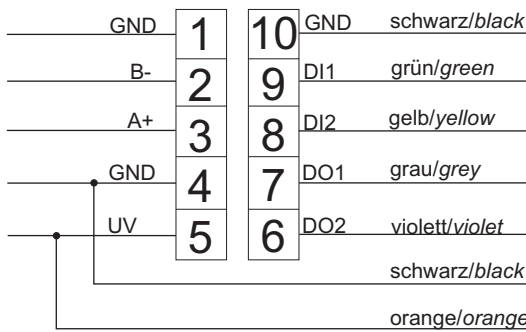 GND 1 10 GND schwarz/black
B- 2 9 DI1 grün/green
A+ 3 8 DI2 gelb/yellow
GND 4 7 DO1 grau/grey
UV 5 6 DO2 violett/violet
schwarz/black
orange/orange